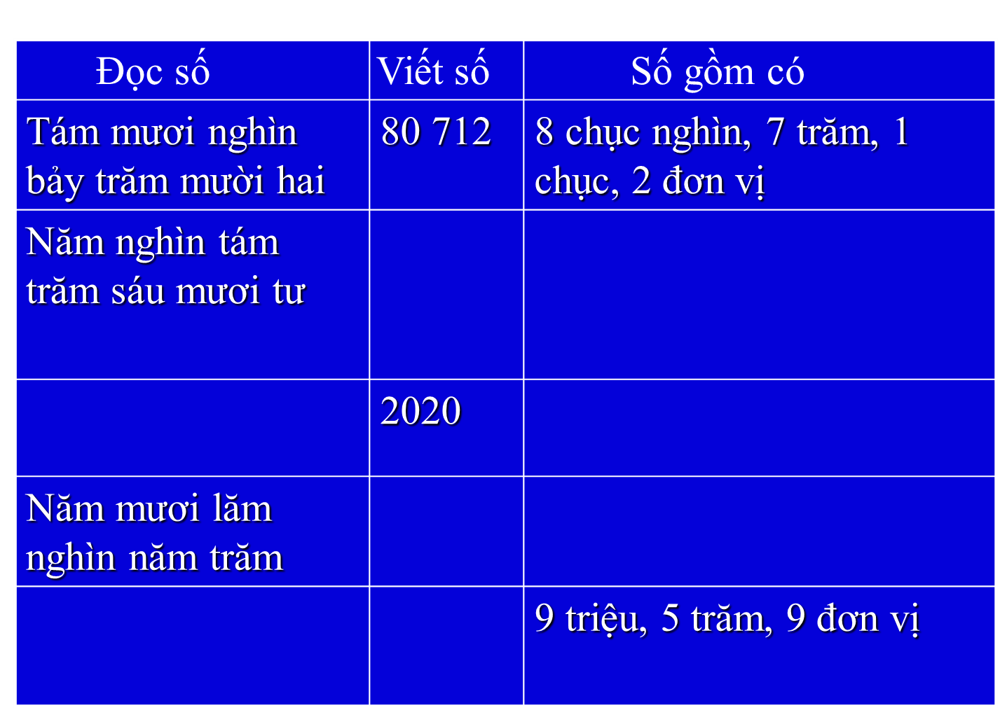 Đọc số
Viết số
Số gồm có
Tám mươi nghìn
bảy trăm mười hai
80 712
8 chục nghìn, 7 trăm, 1
chục, 2 đơn vị
Năm nghìn tám
trăm sáu mươi tư
2020
Năm mươi lăm
nghìn năm trăm
9 triệu, 5 trăm, 9 đơn vị